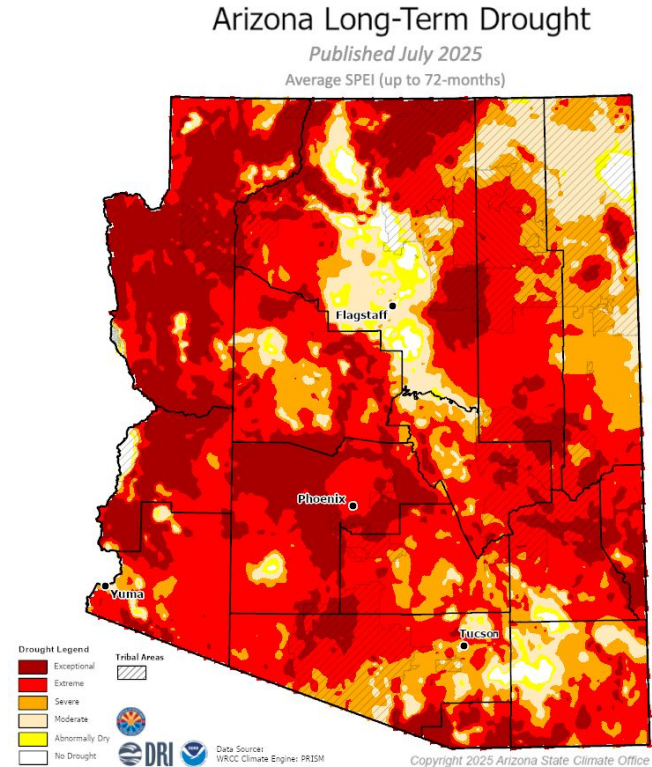 Arizona Long-Term Drought
Published July 2025
Average SPEI (up to 72-months)
Flagstaff
Phoenix
Yuma
Tucson
Drought Legend
Exceptional
Extreme
Severe
Moderate
Abnormally Dry
No Drought
Tribal Areas
DRI
Data Source:
WRCC Climate Engine: PRISM
Copyright 2025 Arizona State Climate Office